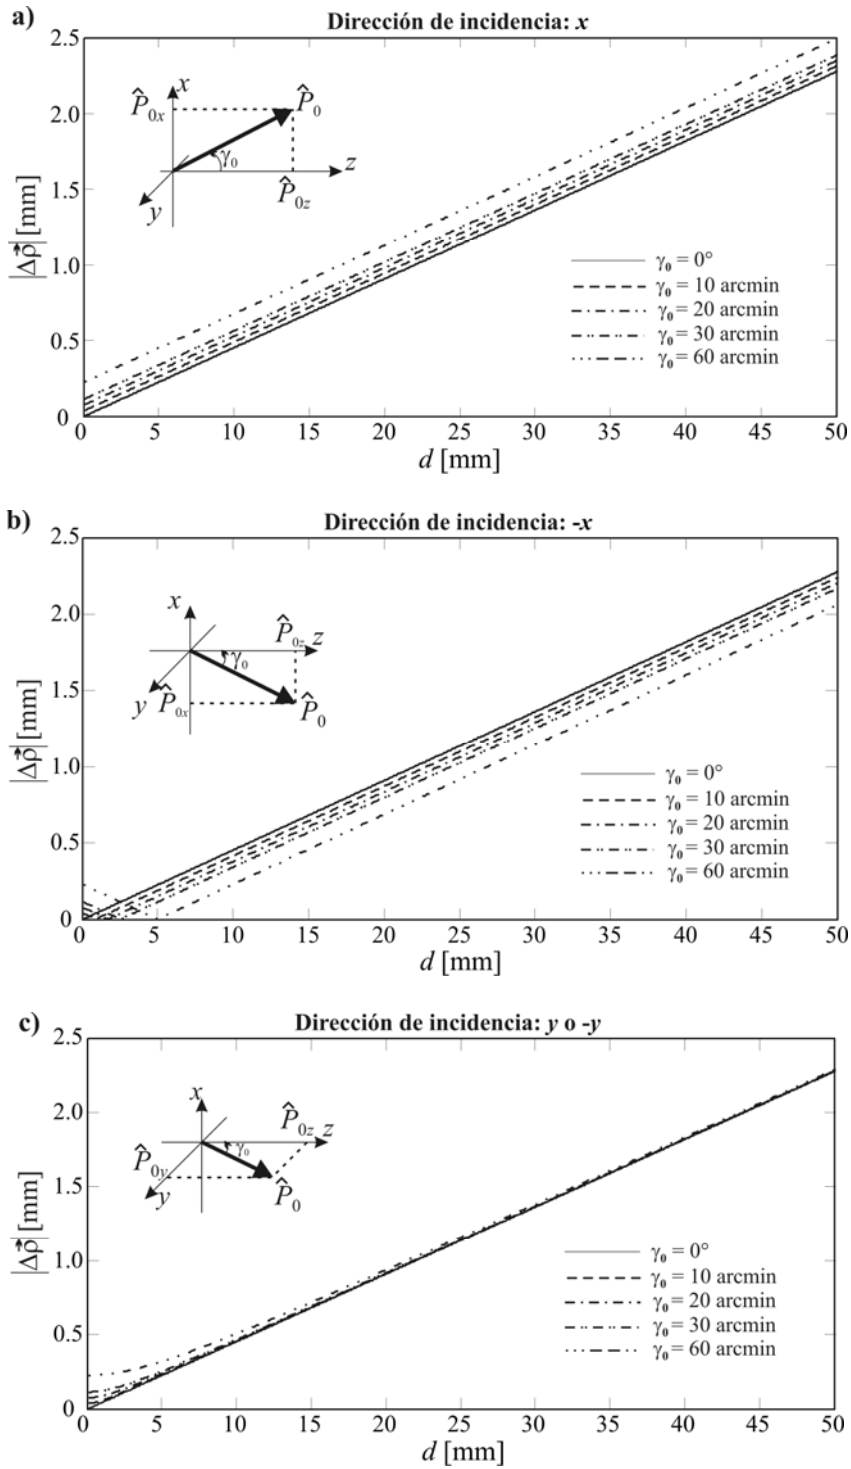 a)
Dirección de incidencia: x
2.5
2.0
1.5
1.0
0.5
0
|Δρ⃗| [mm]
x
P̂₀ₓ
P̂₀
γ₀
z
y
P̂₀z
γ₀ = 0°
γ₀ = 10 arcmin
γ₀ = 20 arcmin
γ₀ = 30 arcmin
γ₀ = 60 arcmin
0 5 10 15 20 25 30 35 40 45 50
d [mm]
b)
Dirección de incidencia: -x
2.5
2.0
1.5
1.0
0.5
0
|Δρ⃗| [mm]
x
P̂₀z
z
γ₀
y
P̂₀ₓ
P̂₀
γ₀ = 0°
γ₀ = 10 arcmin
γ₀ = 20 arcmin
γ₀ = 30 arcmin
γ₀ = 60 arcmin
0 5 10 15 20 25 30 35 40 45 50
d [mm]
c)
Dirección de incidencia: y o -y
2.5
2.0
1.5
1.0
0.5
0
|Δρ⃗| [mm]
x
P̂₀z
z
γ₀
P̂₀y
y
P̂₀
γ₀ = 0°
γ₀ = 10 arcmin
γ₀ = 20 arcmin
γ₀ = 30 arcmin
γ₀ = 60 arcmin
0 5 10 15 20 25 30 35 40 45 50
d [mm]